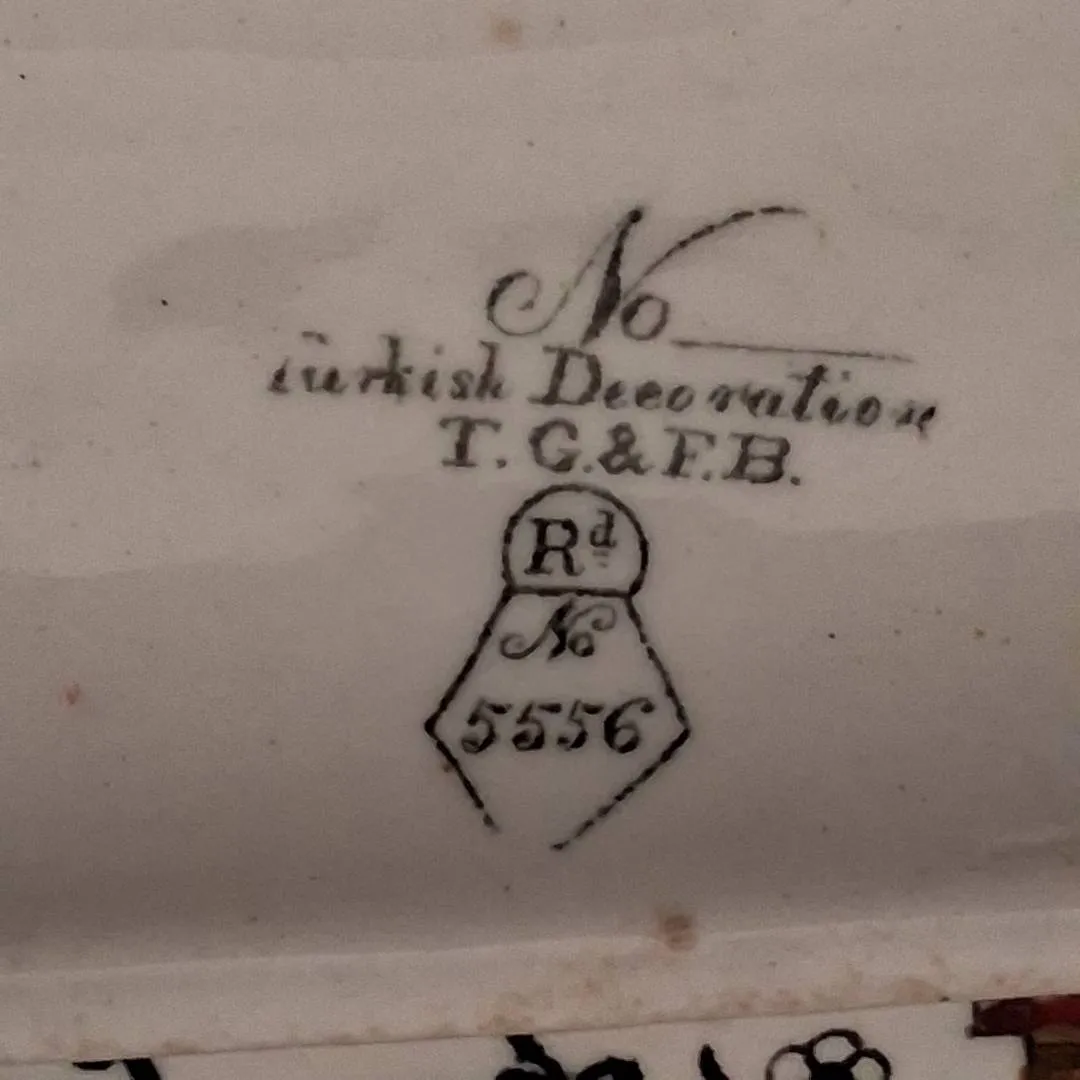 No
Turkish Decoration
T. G. & F. B.
Rd
No
5556